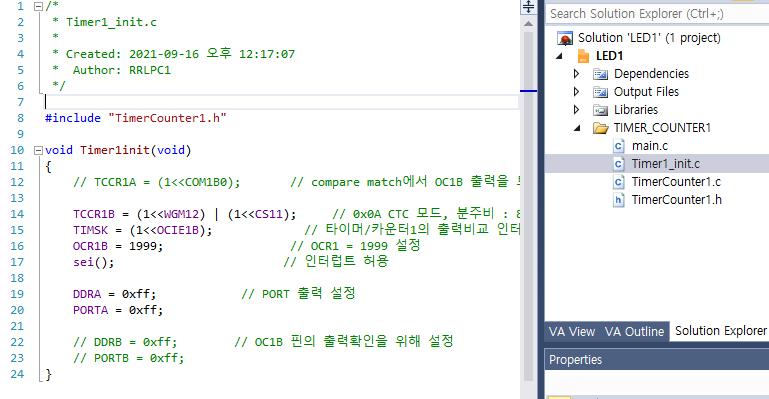 1 /*
2  * Timer1_init.c
3  *
4  * Created: 2021-09-16 오후 12:17:07
5  *  Author: RRLPC1
6  */
7
8 #include "TimerCounter1.h"
9
10 void Timer1init(void)
11 {
12     // TCCR1A = (1<<COM1B0);       // compare match에서 OC1B 출력을
13
14     TCCR1B = (1<<WGM12) | (1<<CS11);     // 0x0A CTC 모드, 분주비 : 8
15     TIMSK = (1<<OCIE1B);             // 타이머/카운터1의 출력비교 인터
16     OCR1B = 1999;                  // OCR1 = 1999 설정
17     sei();                        // 인터럽트 허용
18
19     DDRA = 0xff;            // PORT 출력 설정
20     PORTA = 0xff;
21
22     // DDRB = 0xff;        // OC1B 핀의 출력확인을 위해 설정
23     // PORTB = 0xff;
24 }
Search Solution Explorer (Ctrl+;)
Solution 'LED1' (1 project)
LED1
Dependencies
Output Files
Libraries
TIMER_COUNTER1
main.c
Timer1_init.c
TimerCounter1.c
TimerCounter1.h
VA View VA Outline Solution Explorer
Properties